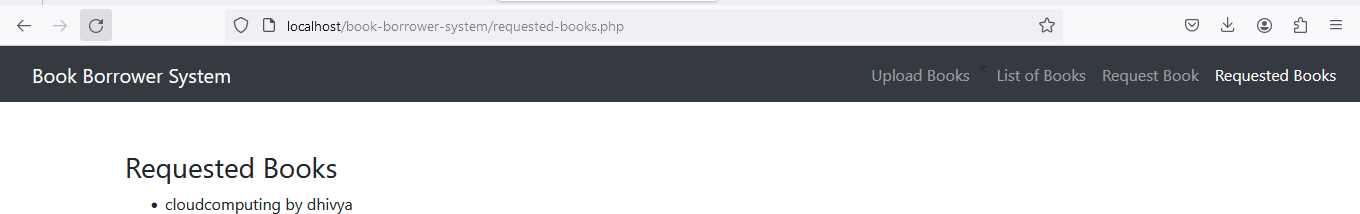 localhost/book-borrower-system/requested-books.php
Book Borrower System Upload Books < List of Books Request Book Requested Books
Requested Books
• cloudcomputing by dhivya